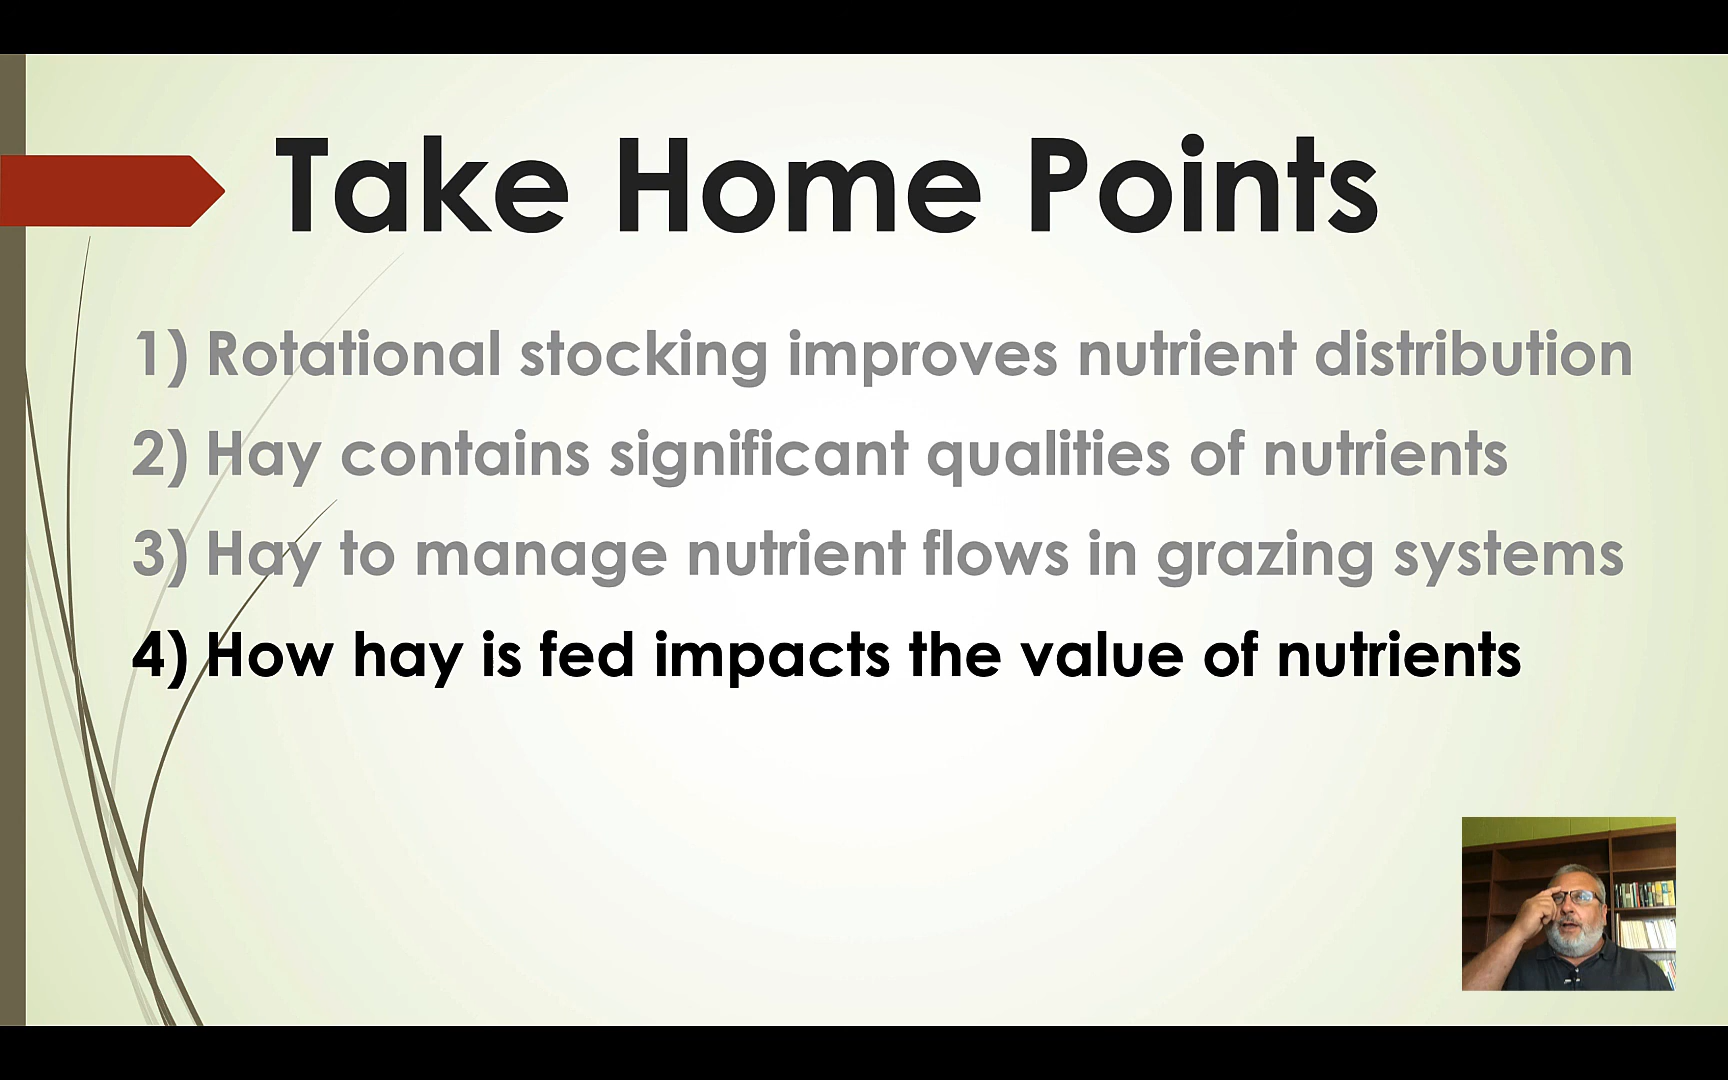 Take Home Points
1) Rotational stocking improves nutrient distribution
2) Hay contains significant qualities of nutrients
3) Hay to manage nutrient flows in grazing systems
4) How hay is fed impacts the value of nutrients